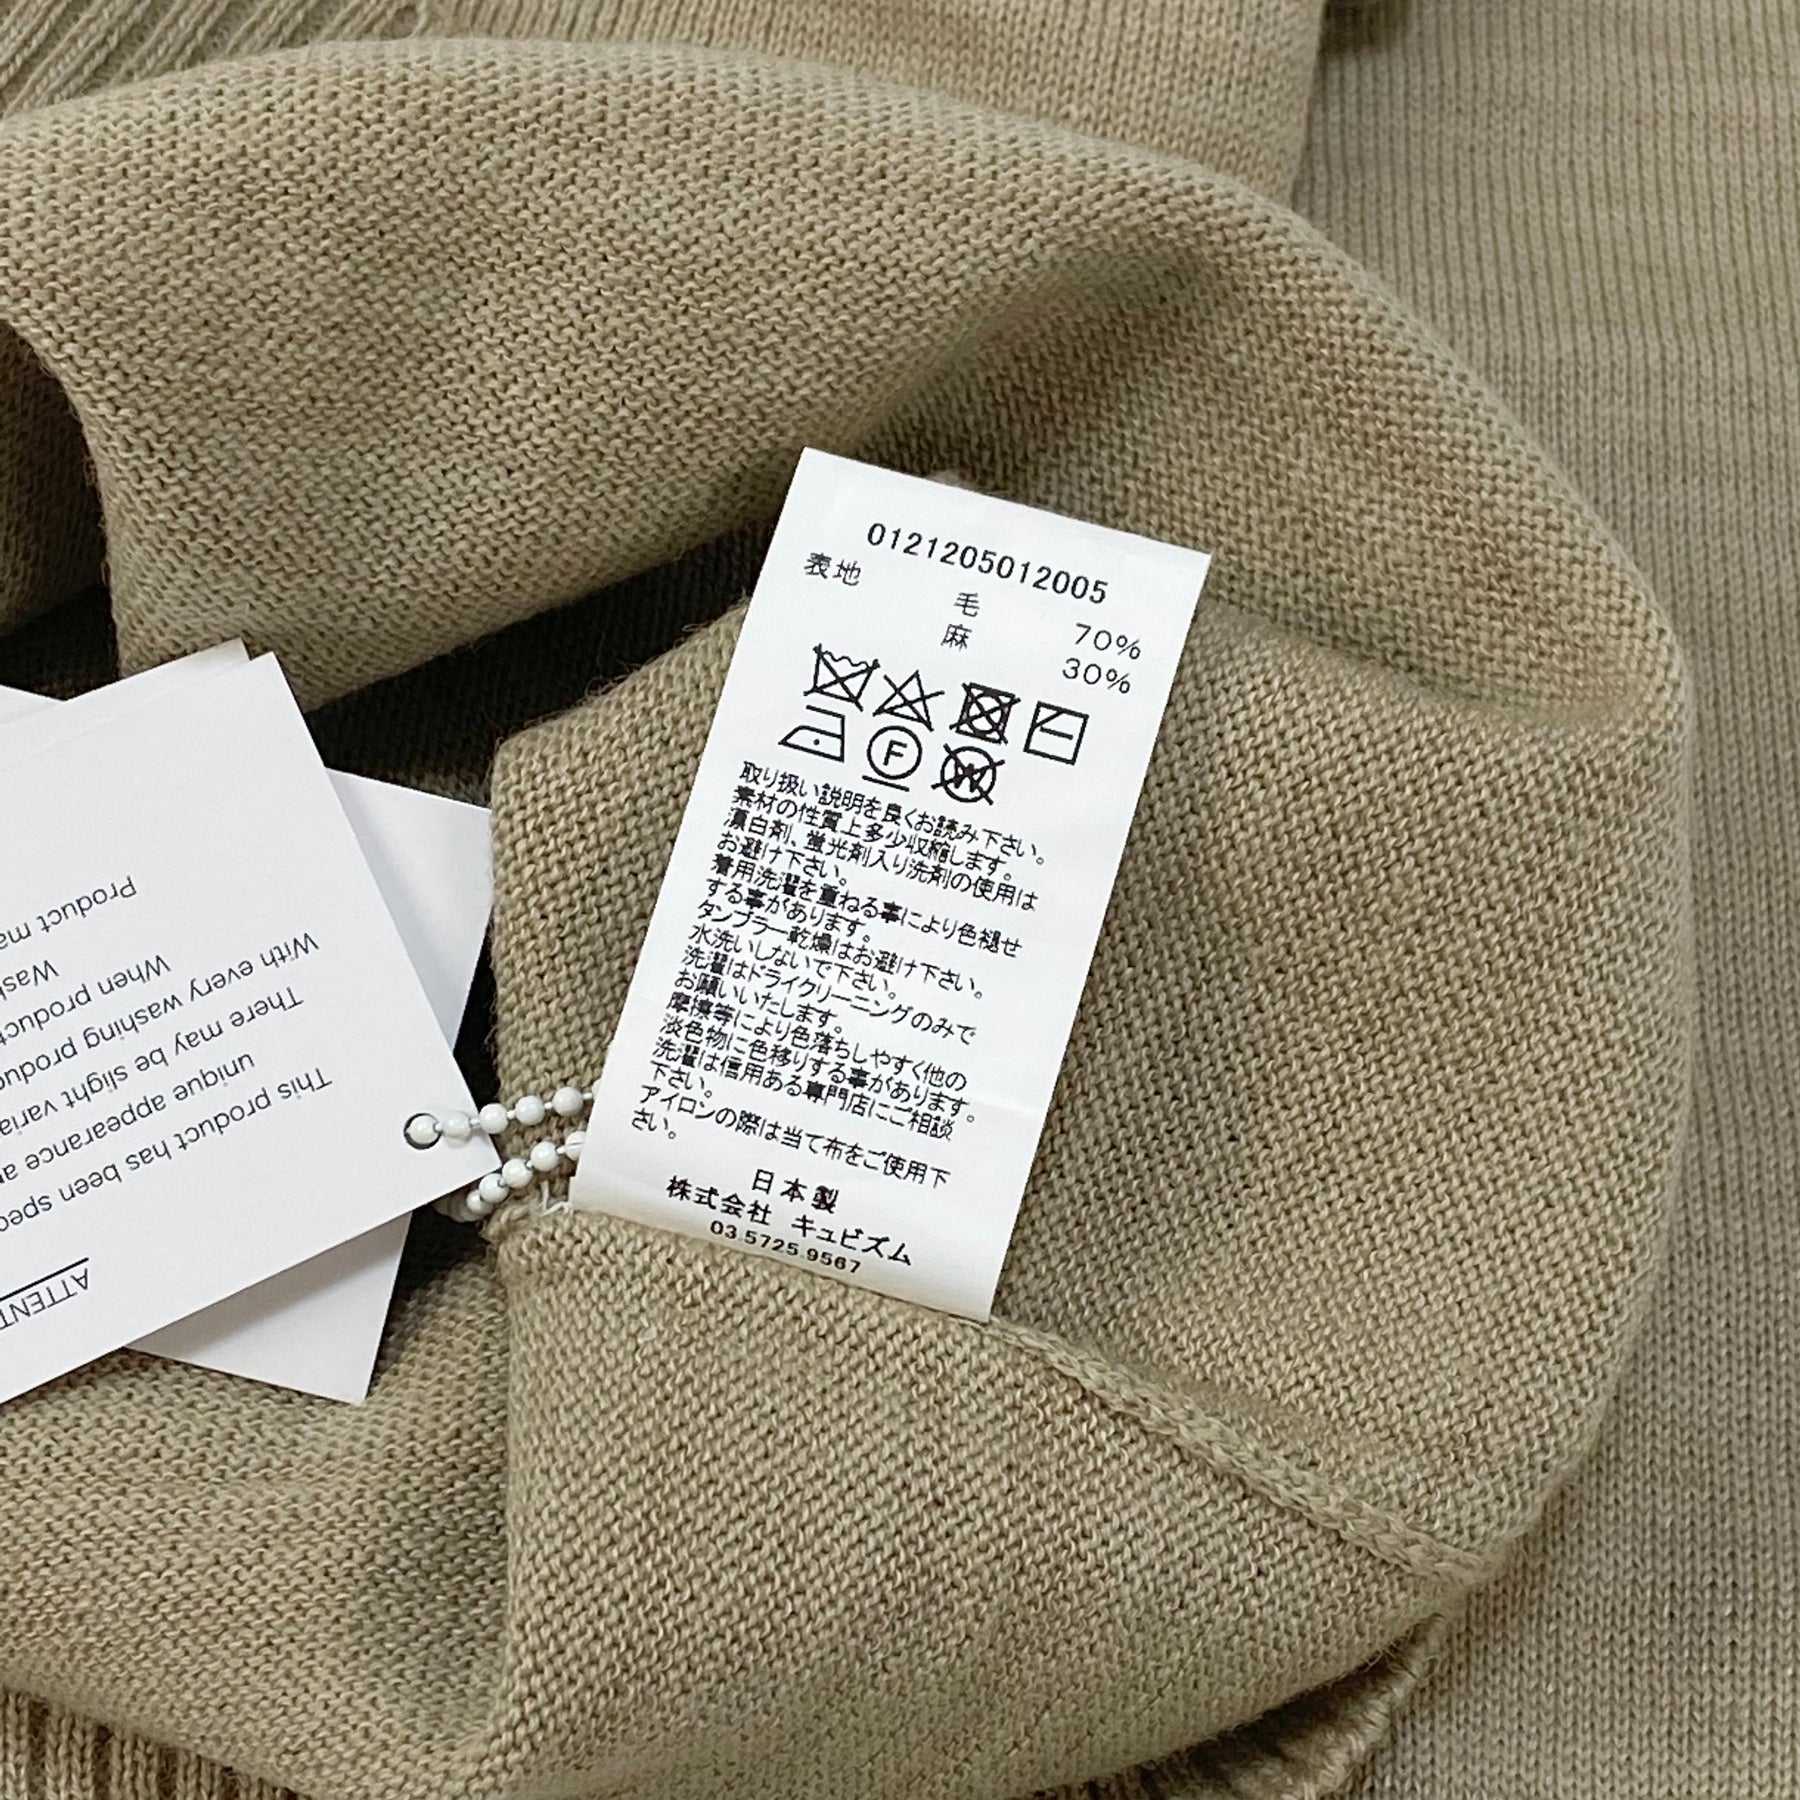 0121205012005
表地
毛 70%
麻 30%
F
W
取り扱い説明を良くお読み下さい。
素材の性質上多少収縮します。
漂白剤、蛍光剤入り洗剤の使用は
お避け下さい。
着用洗濯を重ねる事により色褪せ
する事があります。
タンブラー乾燥はお避け下さい。
水洗いしないで下さい。
洗濯はドライクリーニングのみで
お願いいたします。
摩擦等により色落ちしやすく他の
淡色物に色移りする事があります。
洗濯は信用ある専門店にご相談
下さい。
アイロンの際は当て布をご使用下
さい。
日本製
株式会社 キュビズム
03.5725.9567
This product has been
unique appearance
There may be slight
With every washing
When product
Product